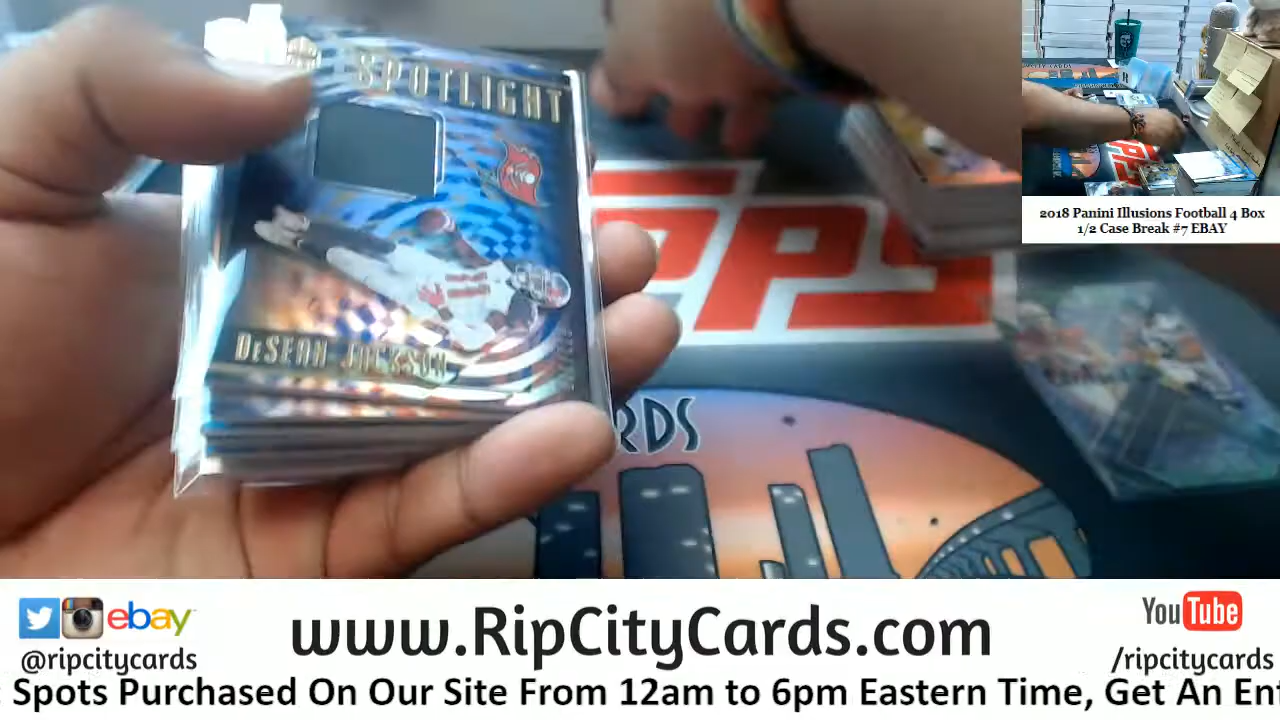 SPOTLIGHT
DESEAN JACKSON
RDS
2018 Panini Illusions Football 4 Box
1/2 Case Break #7 EBAY
ebay
@ripcitycards
www.RipCityCards.com
YouTube
/ripcitycards
Spots Purchased On Our Site From 12am to 6pm Eastern Time, Get An Ent